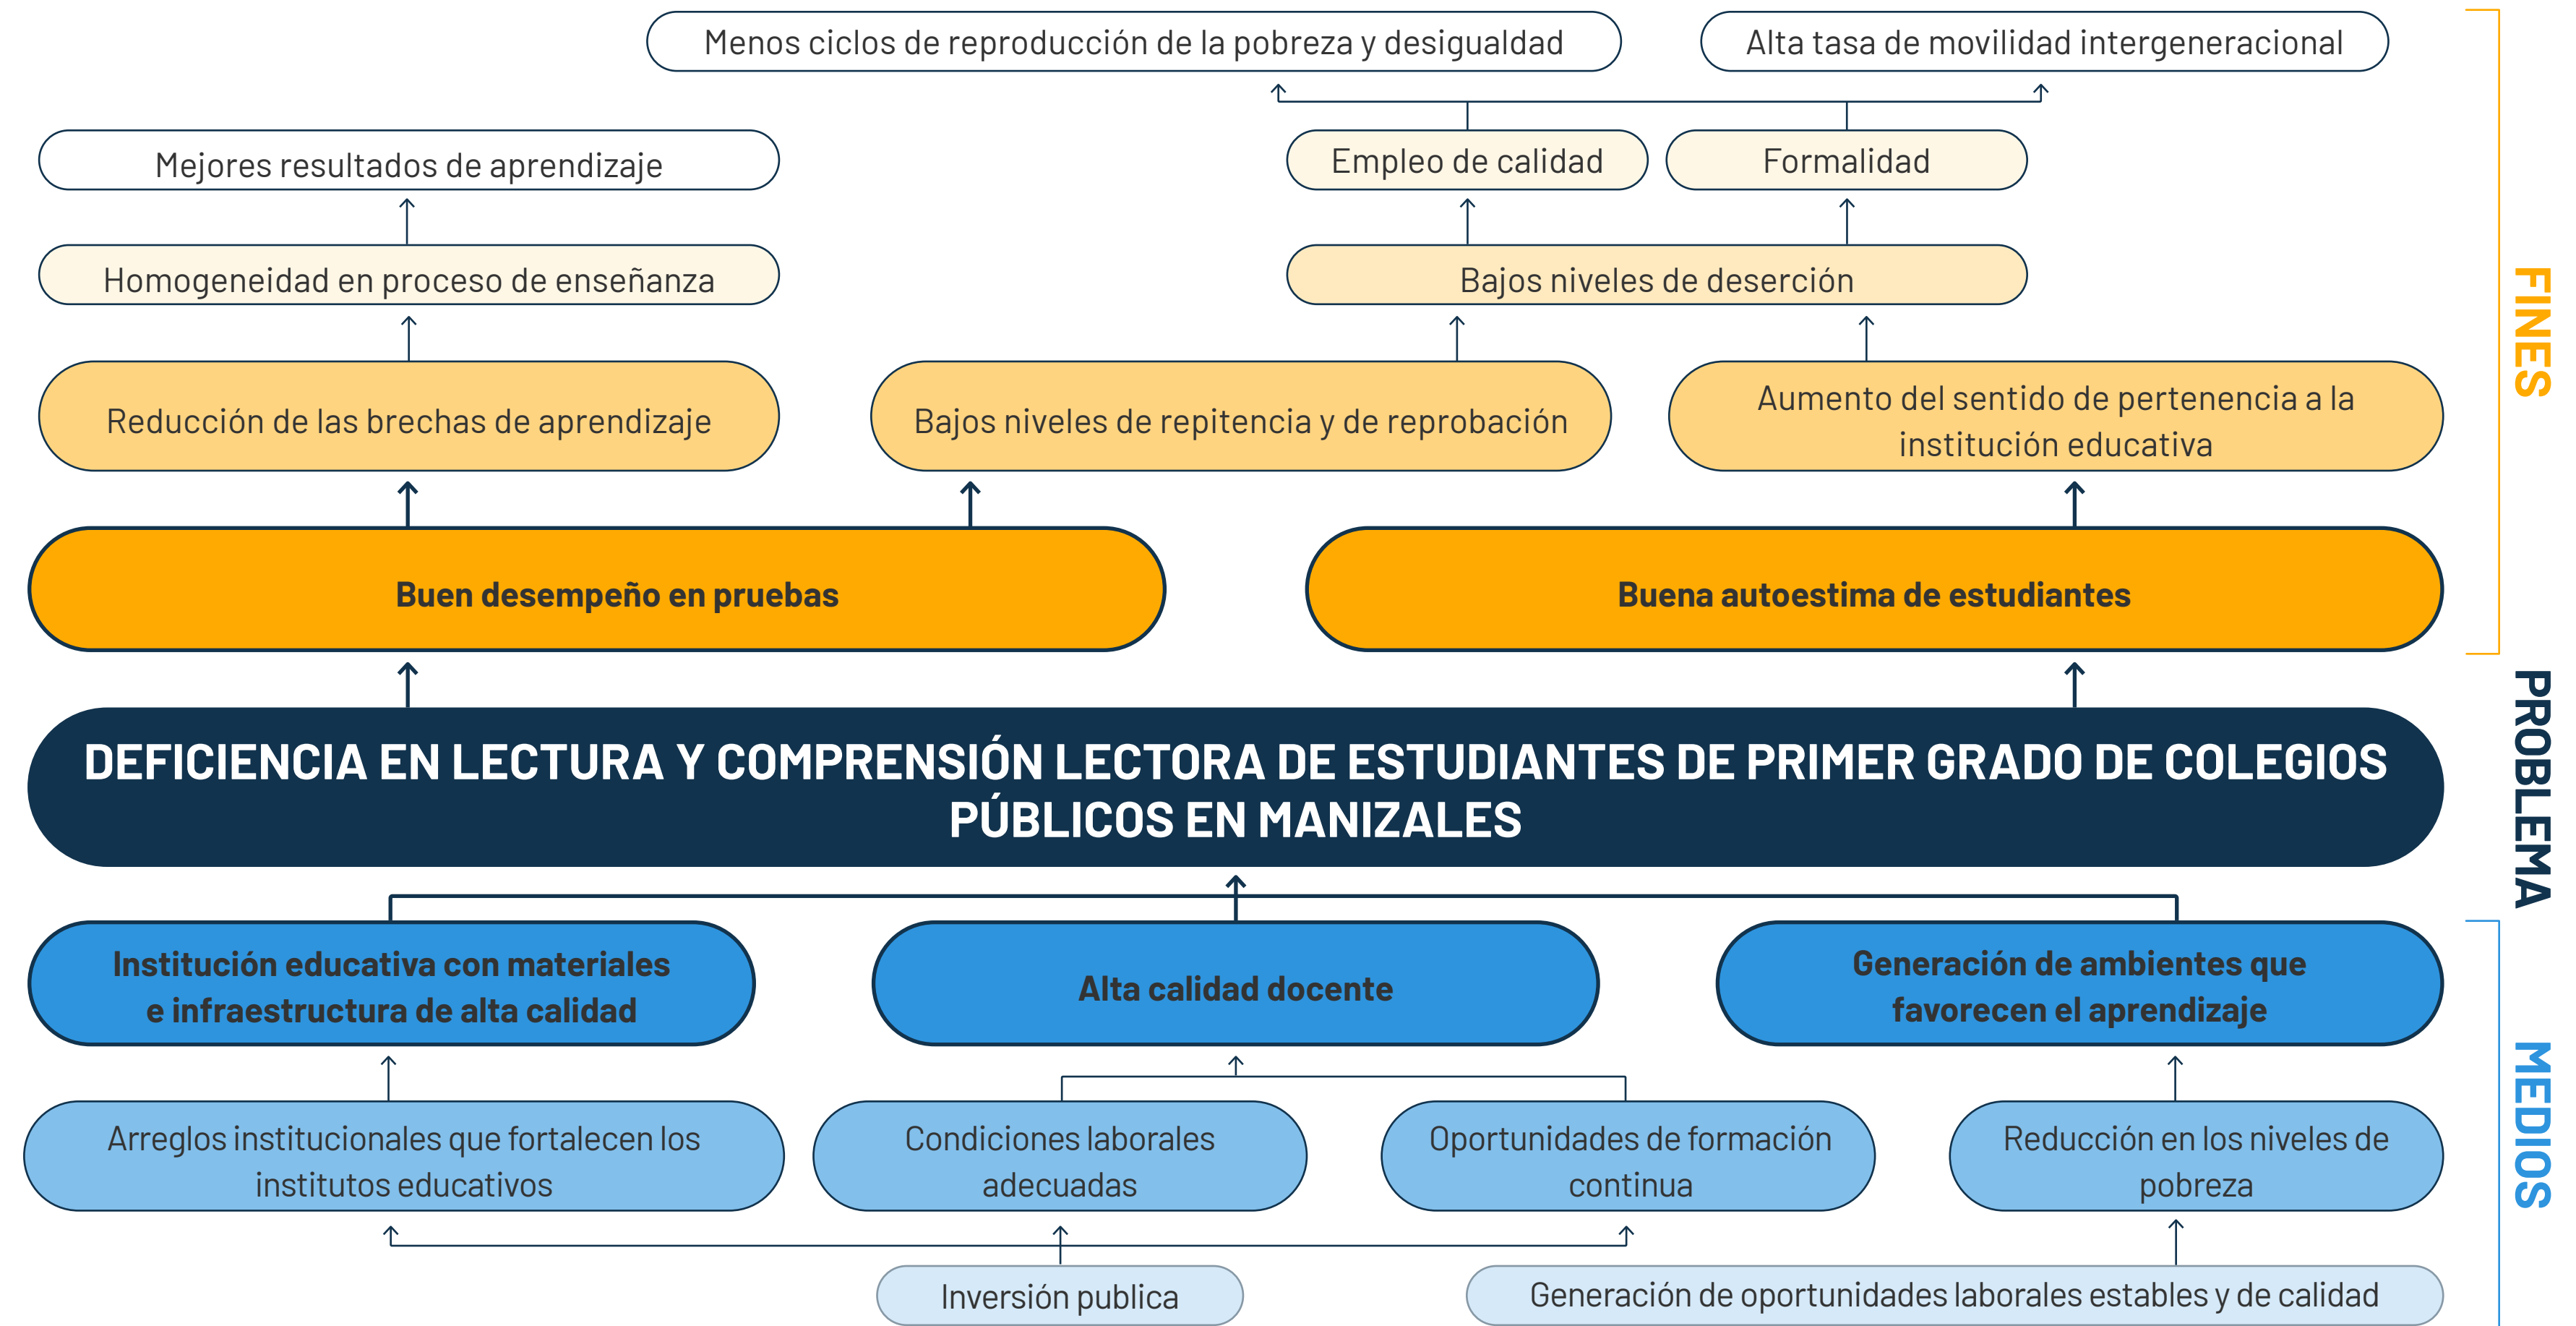 Menos ciclos de reproducción de la pobreza y desigualdad
Alta tasa de movilidad intergeneracional
Mejores resultados de aprendizaje
Empleo de calidad
Formalidad
Homogeneidad en proceso de enseñanza
Bajos niveles de deserción
Reducción de las brechas de aprendizaje
Bajos niveles de repitencia y de reprobación
Aumento del sentido de pertenencia a la
institución educativa
Buen desempeño en pruebas
Buena autoestima de estudiantes
FINES
DEFICIENCIA EN LECTURA Y COMPRENSIÓN LECTORA DE ESTUDIANTES DE PRIMER GRADO DE COLEGIOS
PÚBLICOS EN MANIZALES
PROBLEMA
Institución educativa con materiales
e infraestructura de alta calidad
Alta calidad docente
Generación de ambientes que
favorecen el aprendizaje
Arreglos institucionales que fortalecen los
institutos educativos
Condiciones laborales
adecuadas
Oportunidades de formación
continua
Reducción en los niveles de
pobreza
Inversión publica
Generación de oportunidades laborales estables y de calidad
MEDIOS